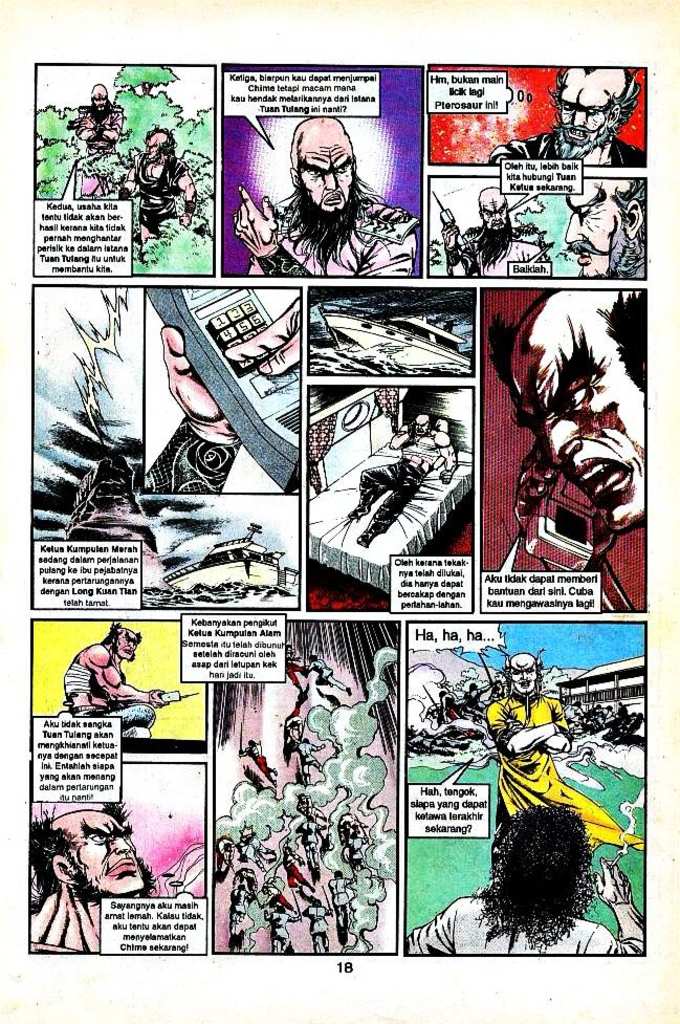 Kedua, usaha kita
tidak akan ber-
hasil kerana kita
pernah menghantar
perisik ke dalam istana
Tuan Tulang itu untuk
membantu kita.
Ketiga, biarpun kau dapat menjumpai
Chime tetapi macam mana
kau hendak melarikannya dari istana
Tuan Tulang ini nanti?
Hm, bukan main
licik lagi
Pterosaur ini!
Oleh itu, lebih baik
kita hubungi Tuan
Ketua sekarang.
Baiklah.
Ketua Kumpulan Merah
sedang dalam perjalanan
pulang ke ibu pejabatnya
kerana pertarungannya
dengan Long Kuan Tian
telah tamat.
Oleh kerana tekak-
nya telah dilukai,
dia hanya dapat
bercakap dengan
perlahan-lahan.
Aku tidak dapat memberi
bantuan dari sini. Cuba
kau mengawasinya lagi!
Aku tidak sangka
Tuan Tulang akan
mengkhianati ketua-
nya dengan secepat
ini. Entahlah siapa
yang akan menang
dalam pertarungan
itu nanti!
Sayangnya aku masih
amat lemah. Kalau tidak,
aku tentu akan dapat
menyelamatkan
Chime sekarang!
Kebanyakan pengikut
Ketua Kumpulan Alam
Semesta itu telah dibunuh
setelah diracuni oleh
asap dari letupan kek
hari jadi itu.
Ha, ha, ha...
Hah, tengok,
siapa yang dapat
ketawa terakhir
sekarang?
18